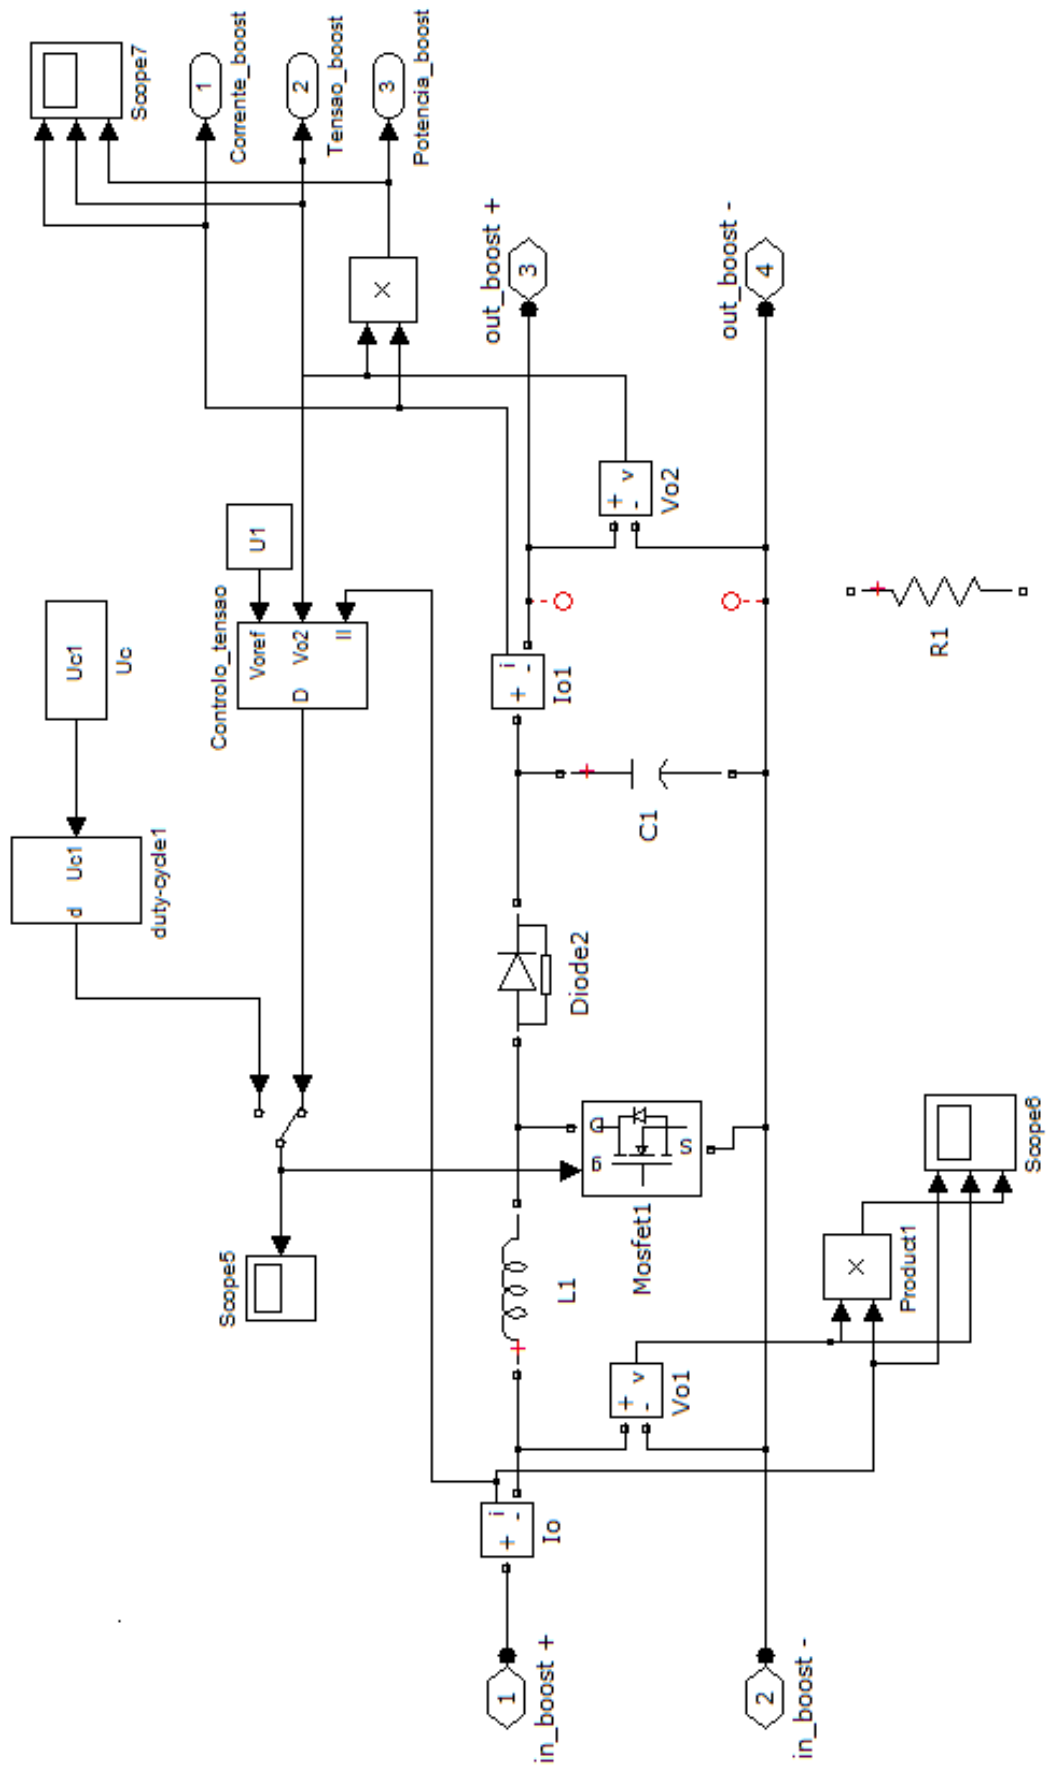 Scope7
1
Corrente_boost
2
Tensao_boost
3
Potencia_boost
×
out_boost +
3
out_boost -
4
U1
Controlo_tensao
Voref
Vo2
Il
D
Uc1
Uc
Uc1
d
duty-cycle1
+
-
v
Vo2
+
-
i
Io1
+
R1
+
C1
Diode2
Scope5
g
D
S
Mosfet1
+
L1
+
-
v
Vo1
×
Product1
Scope6
+
-
i
Io
1
in_boost +
2
in_boost -